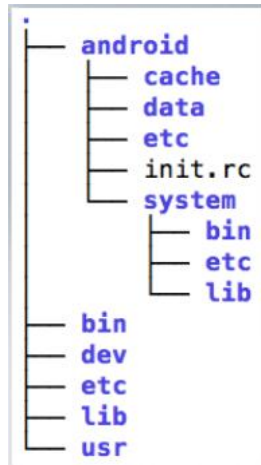 .
android
cache
data
etc
init.rc
system
bin
etc
lib
bin
dev
etc
lib
usr